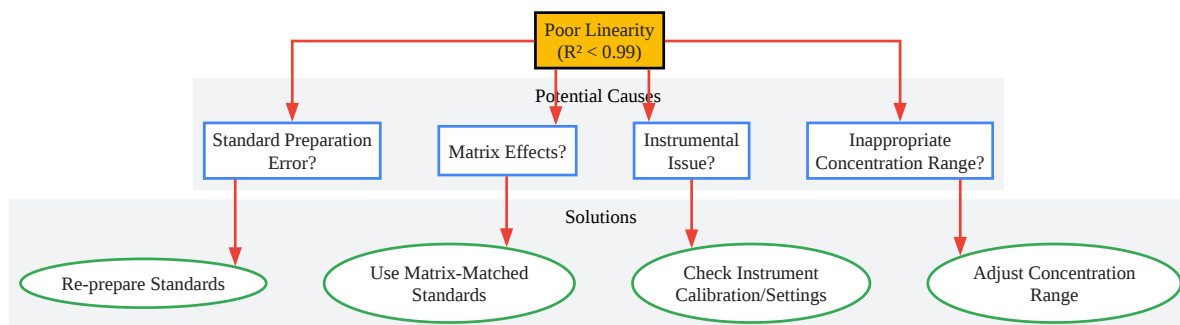 Poor Linearity
(R² < 0.99)
Potential Causes
Standard Preparation
Error?
Matrix Effects?
Instrumental
Issue?
Inappropriate
Concentration Range?
Solutions
Re-prepare Standards
Use Matrix-Matched
Standards
Check Instrument
Calibration/Settings
Adjust Concentration
Range